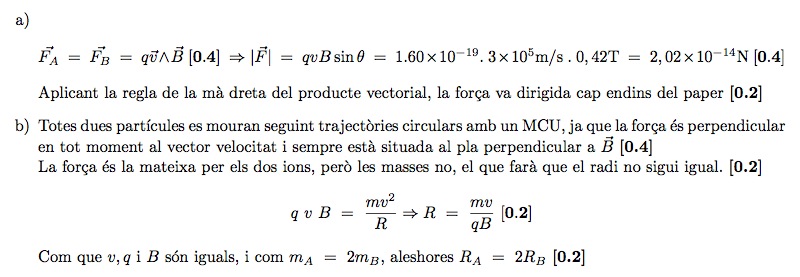 a)
$\vec{F_A} = \vec{F_B} = q\vec{v} \wedge \vec{B}$ [0.4] $\Rightarrow |\vec{F}| = qvB\sin\theta = 1.60 \times 10^{-19} . 3 \times 10^5 \text{m/s} . 0,42\text{T} = 2,02 \times 10^{-14}\text{N}$ [0.4]
Aplicant la regla de la mà dreta del producte vectorial, la força va dirigida cap endins del paper [0.2]
b) Totes dues partícules es mouran seguint trajectòries circulars amb un MCU, ja que la força és perpendicular
en tot moment al vector velocitat i sempre està situada al pla perpendicular a $\vec{B}$ [0.4]
La força és la mateixa per els dos ions, però les masses no, el que farà que el radi no sigui igual. [0.2]
$q\ v\ B = \frac{mv^2}{R} \Rightarrow R = \frac{mv}{qB}$ [0.2]
Com que $v, q$ i $B$ són iguals, i com $m_A = 2m_B$, aleshores $R_A = 2R_B$ [0.2]